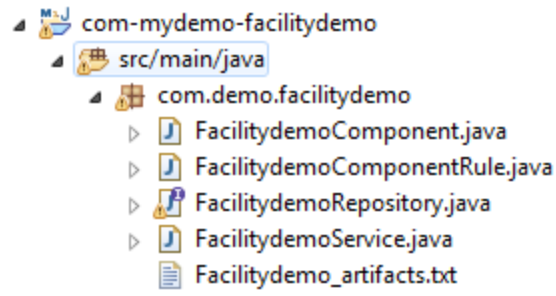 com-mydemo-facilitydemo
src/main/java
com.demo.facilitydemo
FacilitydemoComponent.java
FacilitydemoComponentRule.java
FacilitydemoRepository.java
FacilitydemoService.java
Facilitydemo_artifacts.txt